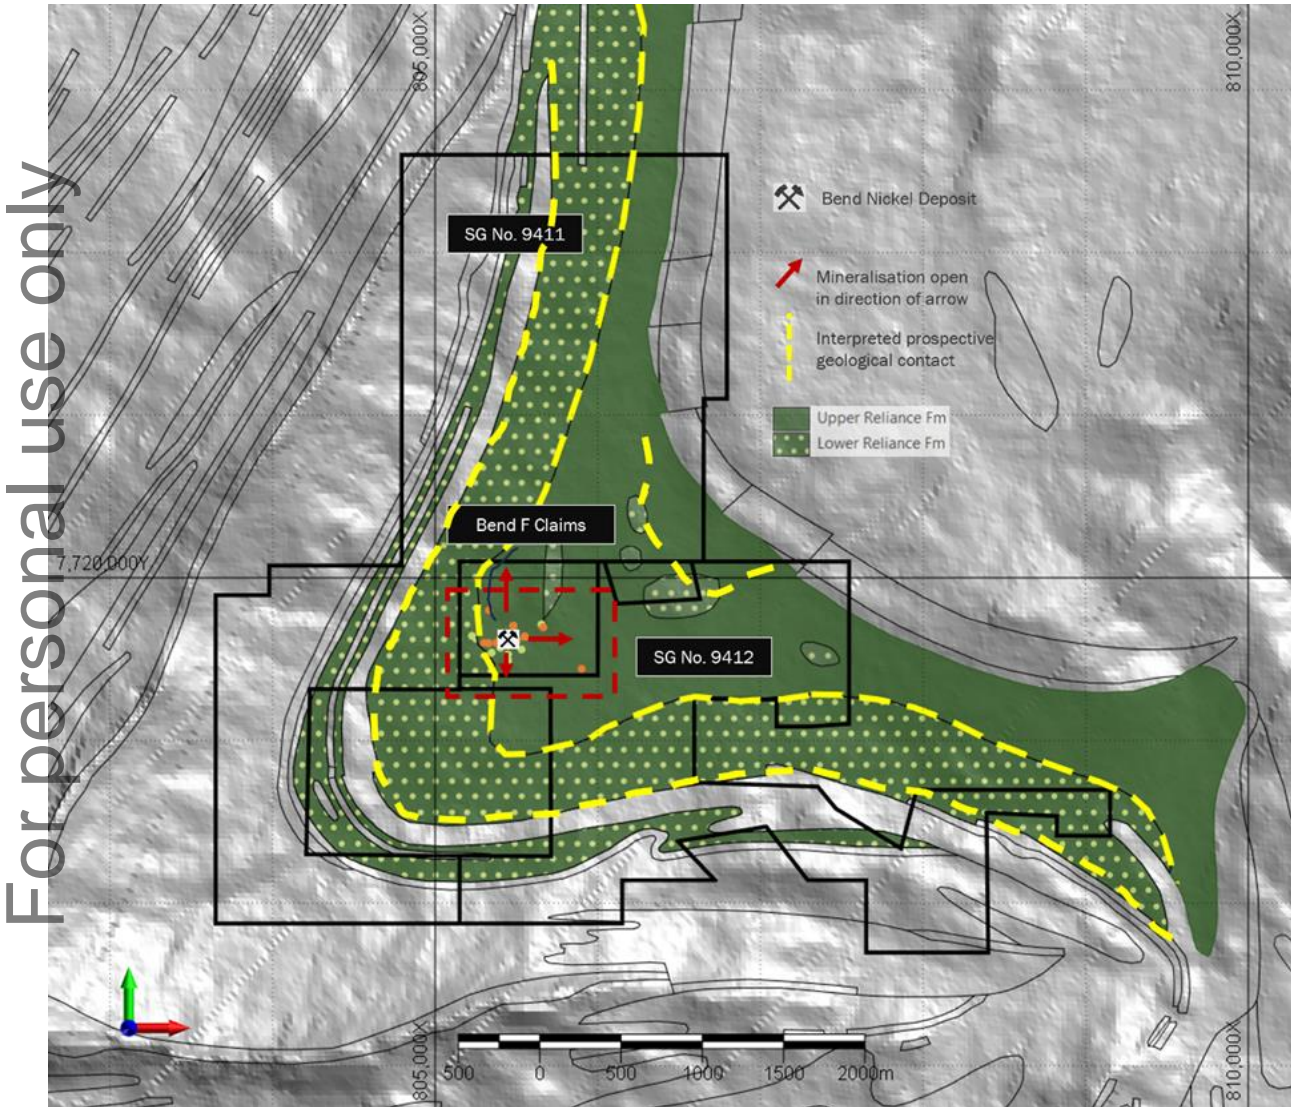 For personal use only
805,000X
810,000X
Bend Nickel Deposit
SG No. 9411
Mineralisation open
in direction of arrow
Interpreted prospective
geological contact
Upper Reliance Fm
Lower Reliance Fm
Bend F Claims
7,720,000Y
SG No. 9412
805,000X
810,000X
500
0
500
1000
1500
2000m